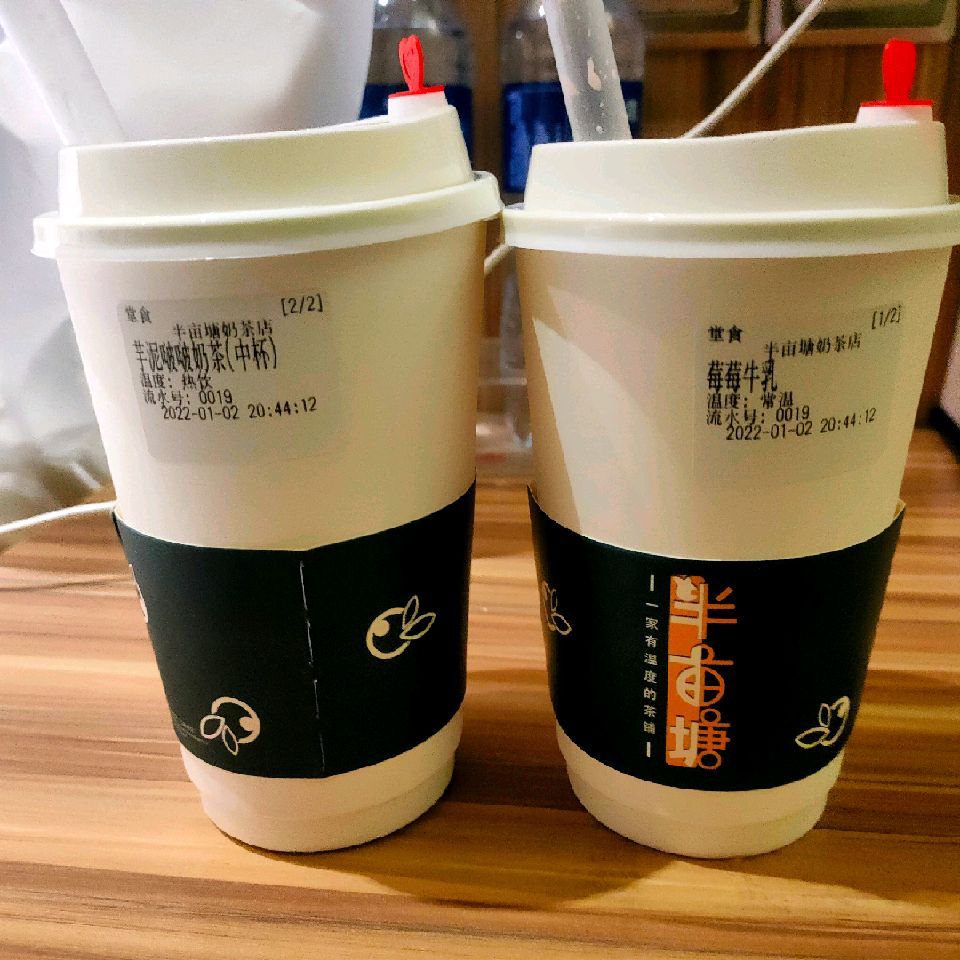 堂食 [2/2]
半亩塘奶茶店
芋泥啵啵奶茶(中杯)
温度: 热饮
流水号: 0019
2022-01-02 20:44:12
堂食 [1/2]
半亩塘奶茶店
莓莓牛乳
温度: 常温
流水号: 0019
2022-01-02 20:44:12
一家有温度的茶铺
半亩塘